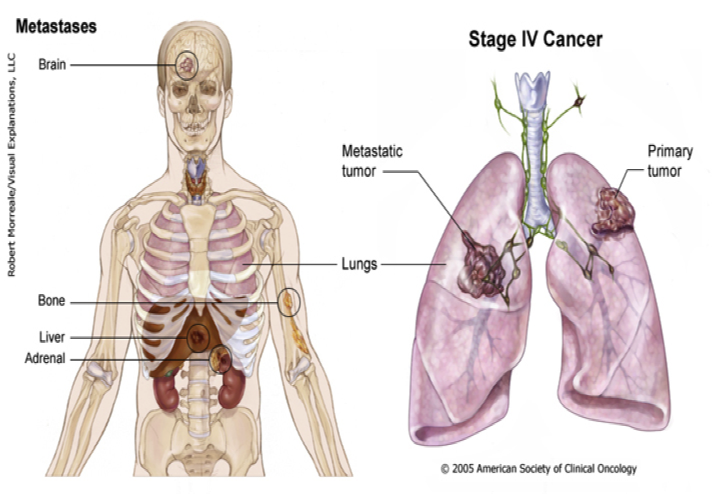 Metastases
Brain
Bone
Liver
Adrenal
Robert Morreale/Visual Explanations, LLC
Stage IV Cancer
Metastatic
tumor
Primary
tumor
Lungs
© 2005 American Society of Clinical Oncology